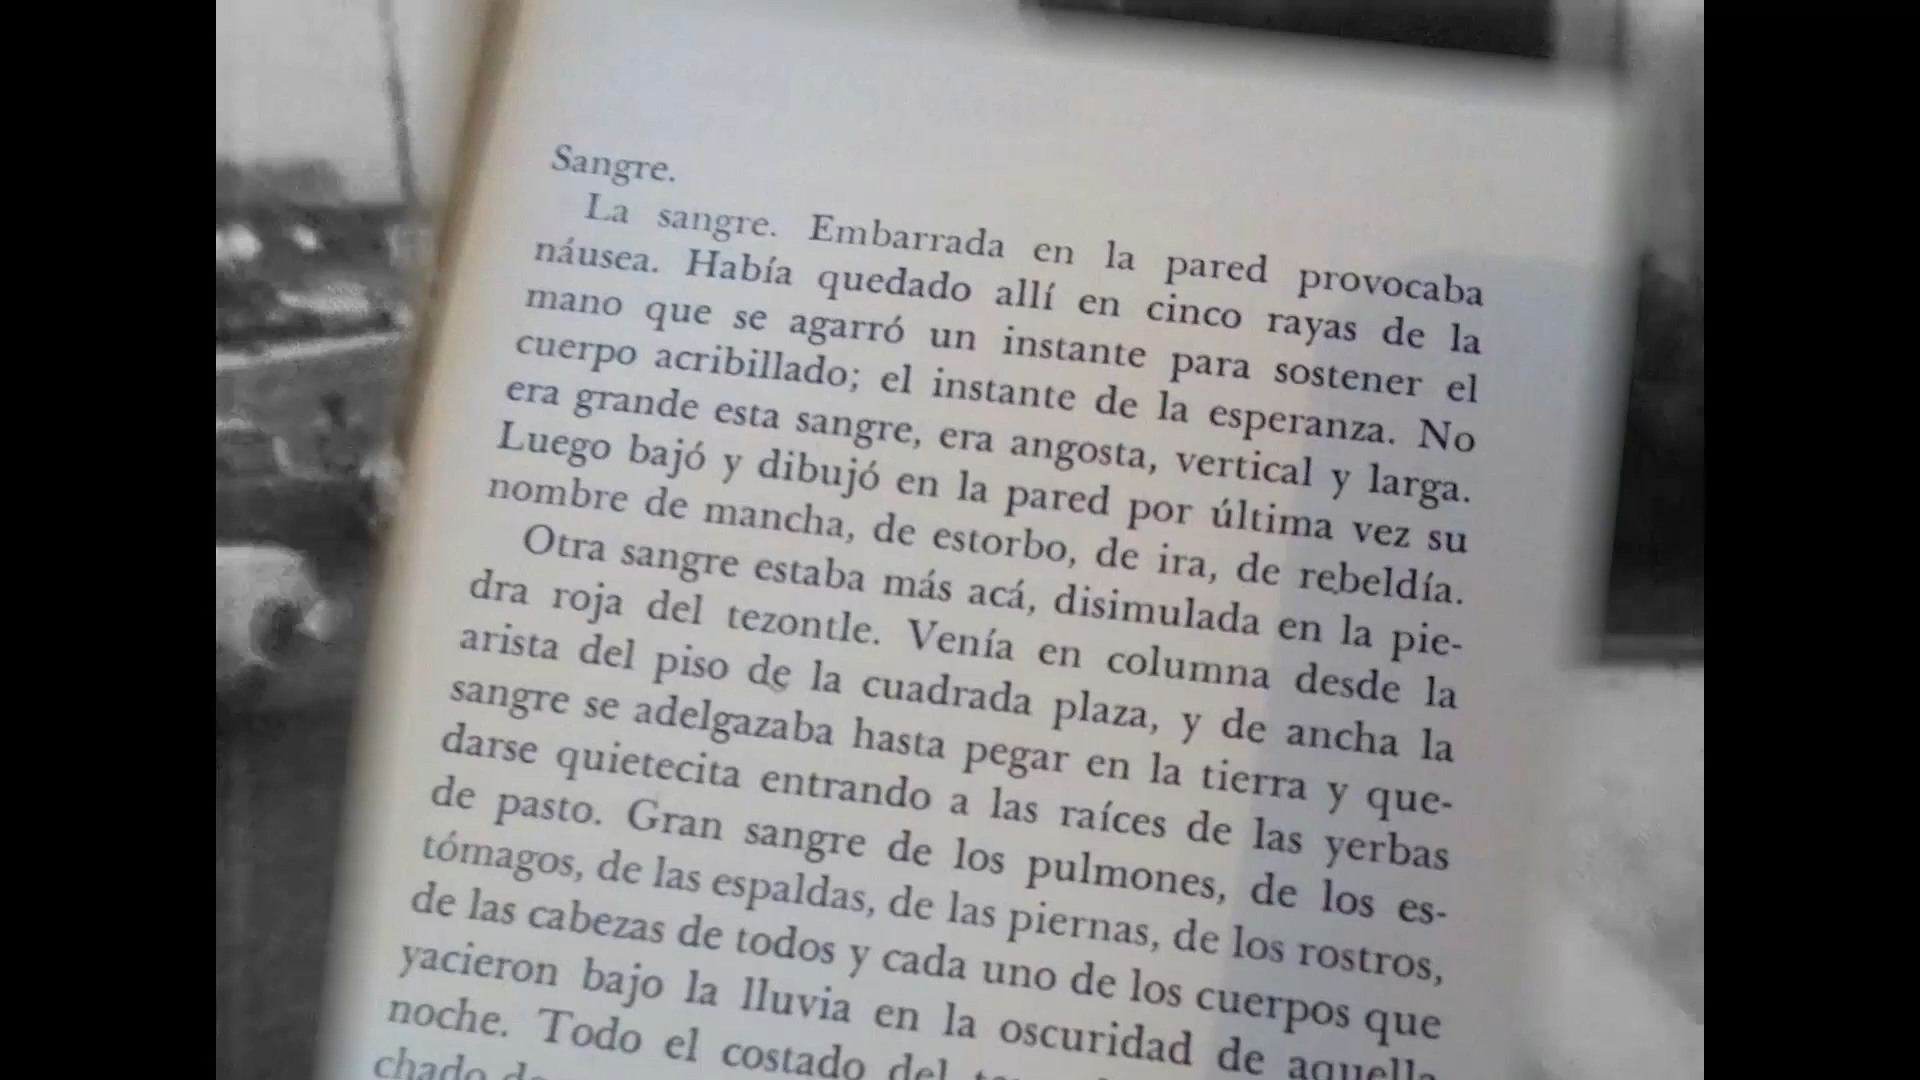 Sangre.
La sangre. Embarrada en la pared provocaba
náusea. Había quedado allí en cinco rayas de la
mano que se agarró un instante para sostener el
cuerpo acribillado; el instante de la esperanza. No
era grande esta sangre, era angosta, vertical y larga.
Luego bajó y dibujó en la pared por última vez su
nombre de mancha, de estorbo, de ira, de rebeldía.
Otra sangre estaba más acá, disimulada en la pie-
dra roja del tezontle. Venía en columna desde la
arista del piso de la cuadrada plaza, y de ancha la
sangre se adelgazaba hasta pegar en la tierra y que-
darse quietecita entrando a las raíces de las yerbas
de pasto. Gran sangre de los pulmones, de los es-
tómagos, de las espaldas, de las piernas, de los rostros,
de las cabezas de todos y cada uno de los cuerpos que
yacieron bajo la lluvia en la oscuridad de aquella
noche. Todo el costado del
chado